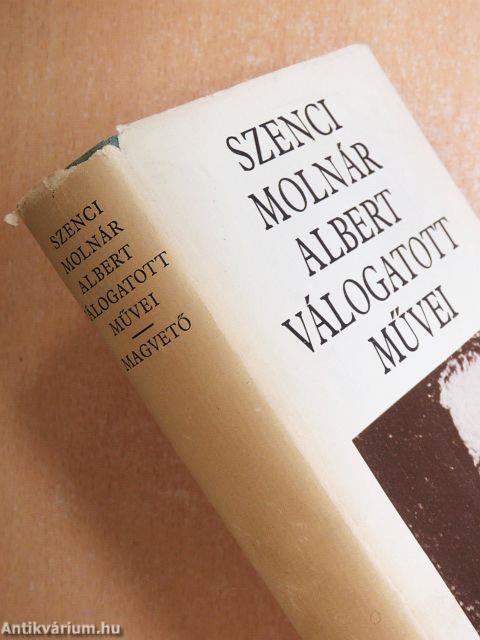 SZENCI
MOLNÁR
ALBERT
VÁLOGATOTT
MŰVEI
SZENCI
MOLNÁR
ALBERT
VÁLOGATOTT
MŰVEI
MAGVETŐ
Antikvárium.hu